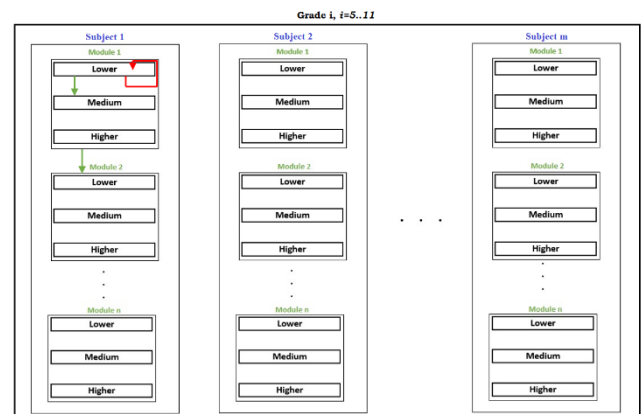 Grade i, i=5..11
Subject 1
Module 1
Lower
Medium
Higher
Module 2
Lower
Medium
Higher
.
.
.
Module n
Lower
Medium
Higher
Subject 2
Module 1
Lower
Medium
Higher
Module 2
Lower
Medium
Higher
.
.
.
Module n
Lower
Medium
Higher
. . .
Subject m
Module 1
Lower
Medium
Higher
Module 2
Lower
Medium
Higher
.
.
.
Module n
Lower
Medium
Higher